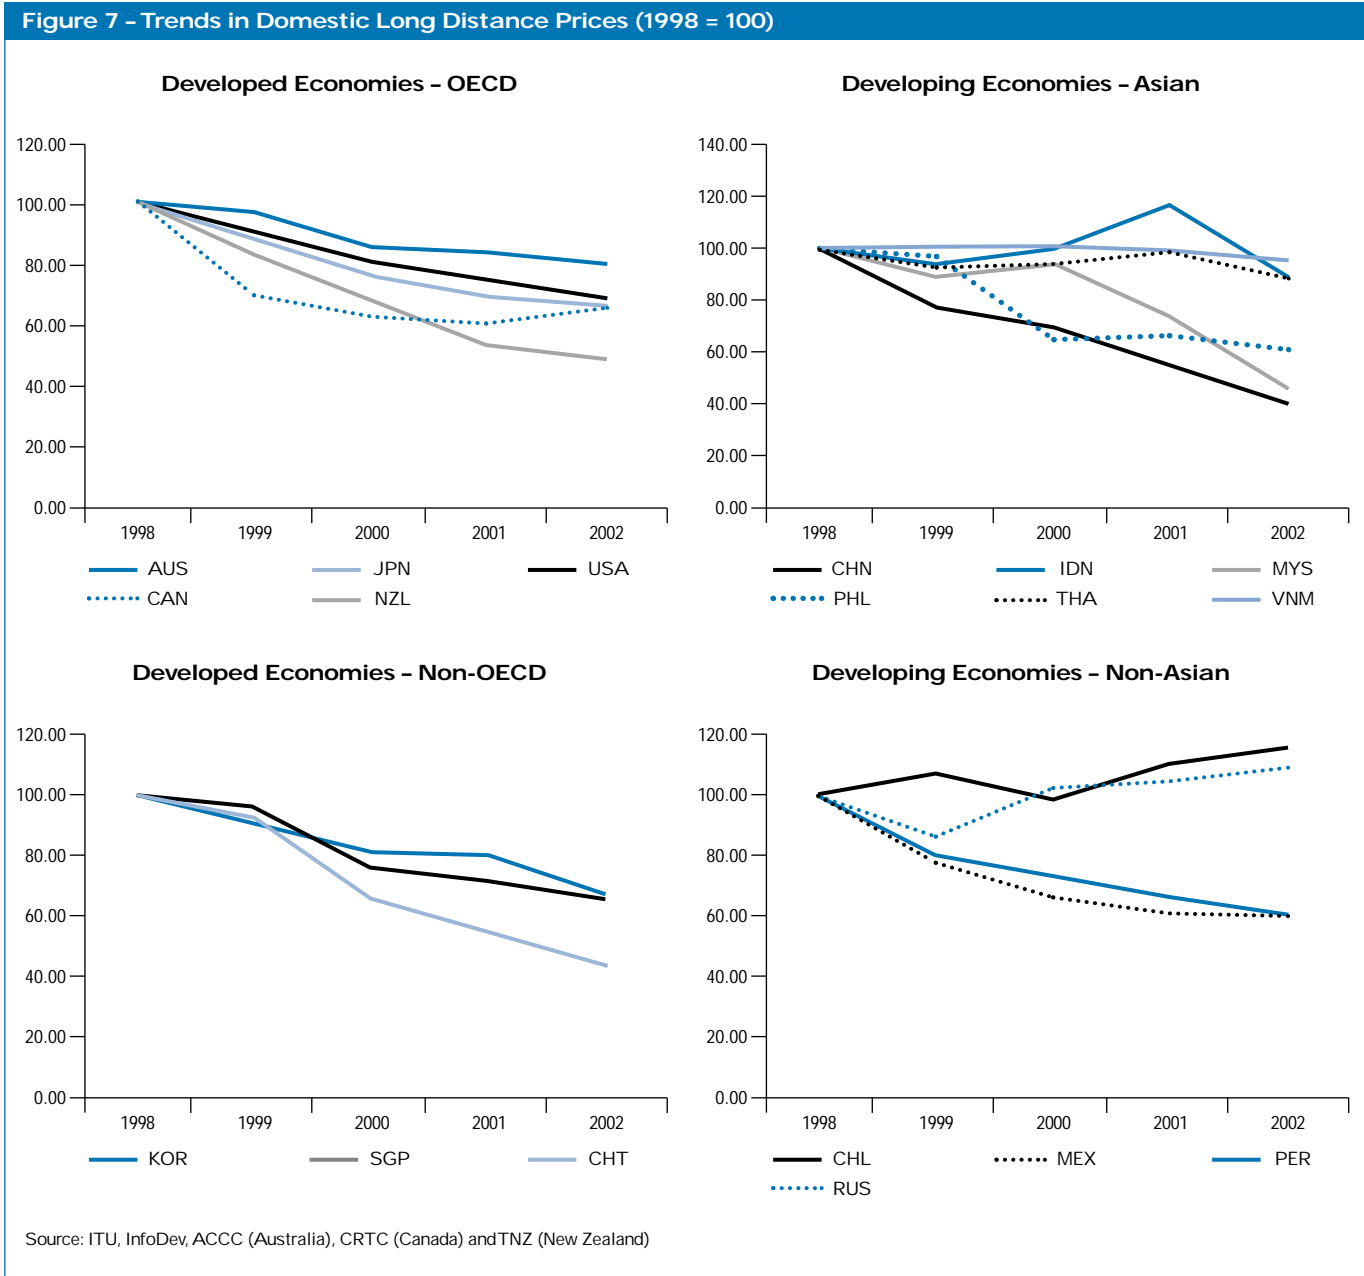 Figure 7 – Trends in Domestic Long Distance Prices (1998 = 100)
Developed Economies – OECD
120.00
100.00
80.00
60.00
40.00
20.00
0.00
1998 1999 2000 2001 2002
AUS JPN USA
CAN NZL
Developing Economies – Asian
140.00
120.00
100.00
80.00
60.00
40.00
20.00
0.00
1998 1999 2000 2001 2002
CHN IDN MYS
PHL THA VNM
Developed Economies – Non-OECD
120.00
100.00
80.00
60.00
40.00
20.00
0.00
1998 1999 2000 2001 2002
KOR SGP CHT
Developing Economies – Non-Asian
120.00
100.00
80.00
60.00
40.00
20.00
0.00
1998 1999 2000 2001 2002
CHL MEX PER
RUS
Source: ITU, InfoDev, ACCC (Australia), CRTC (Canada) and TNZ (New Zealand)